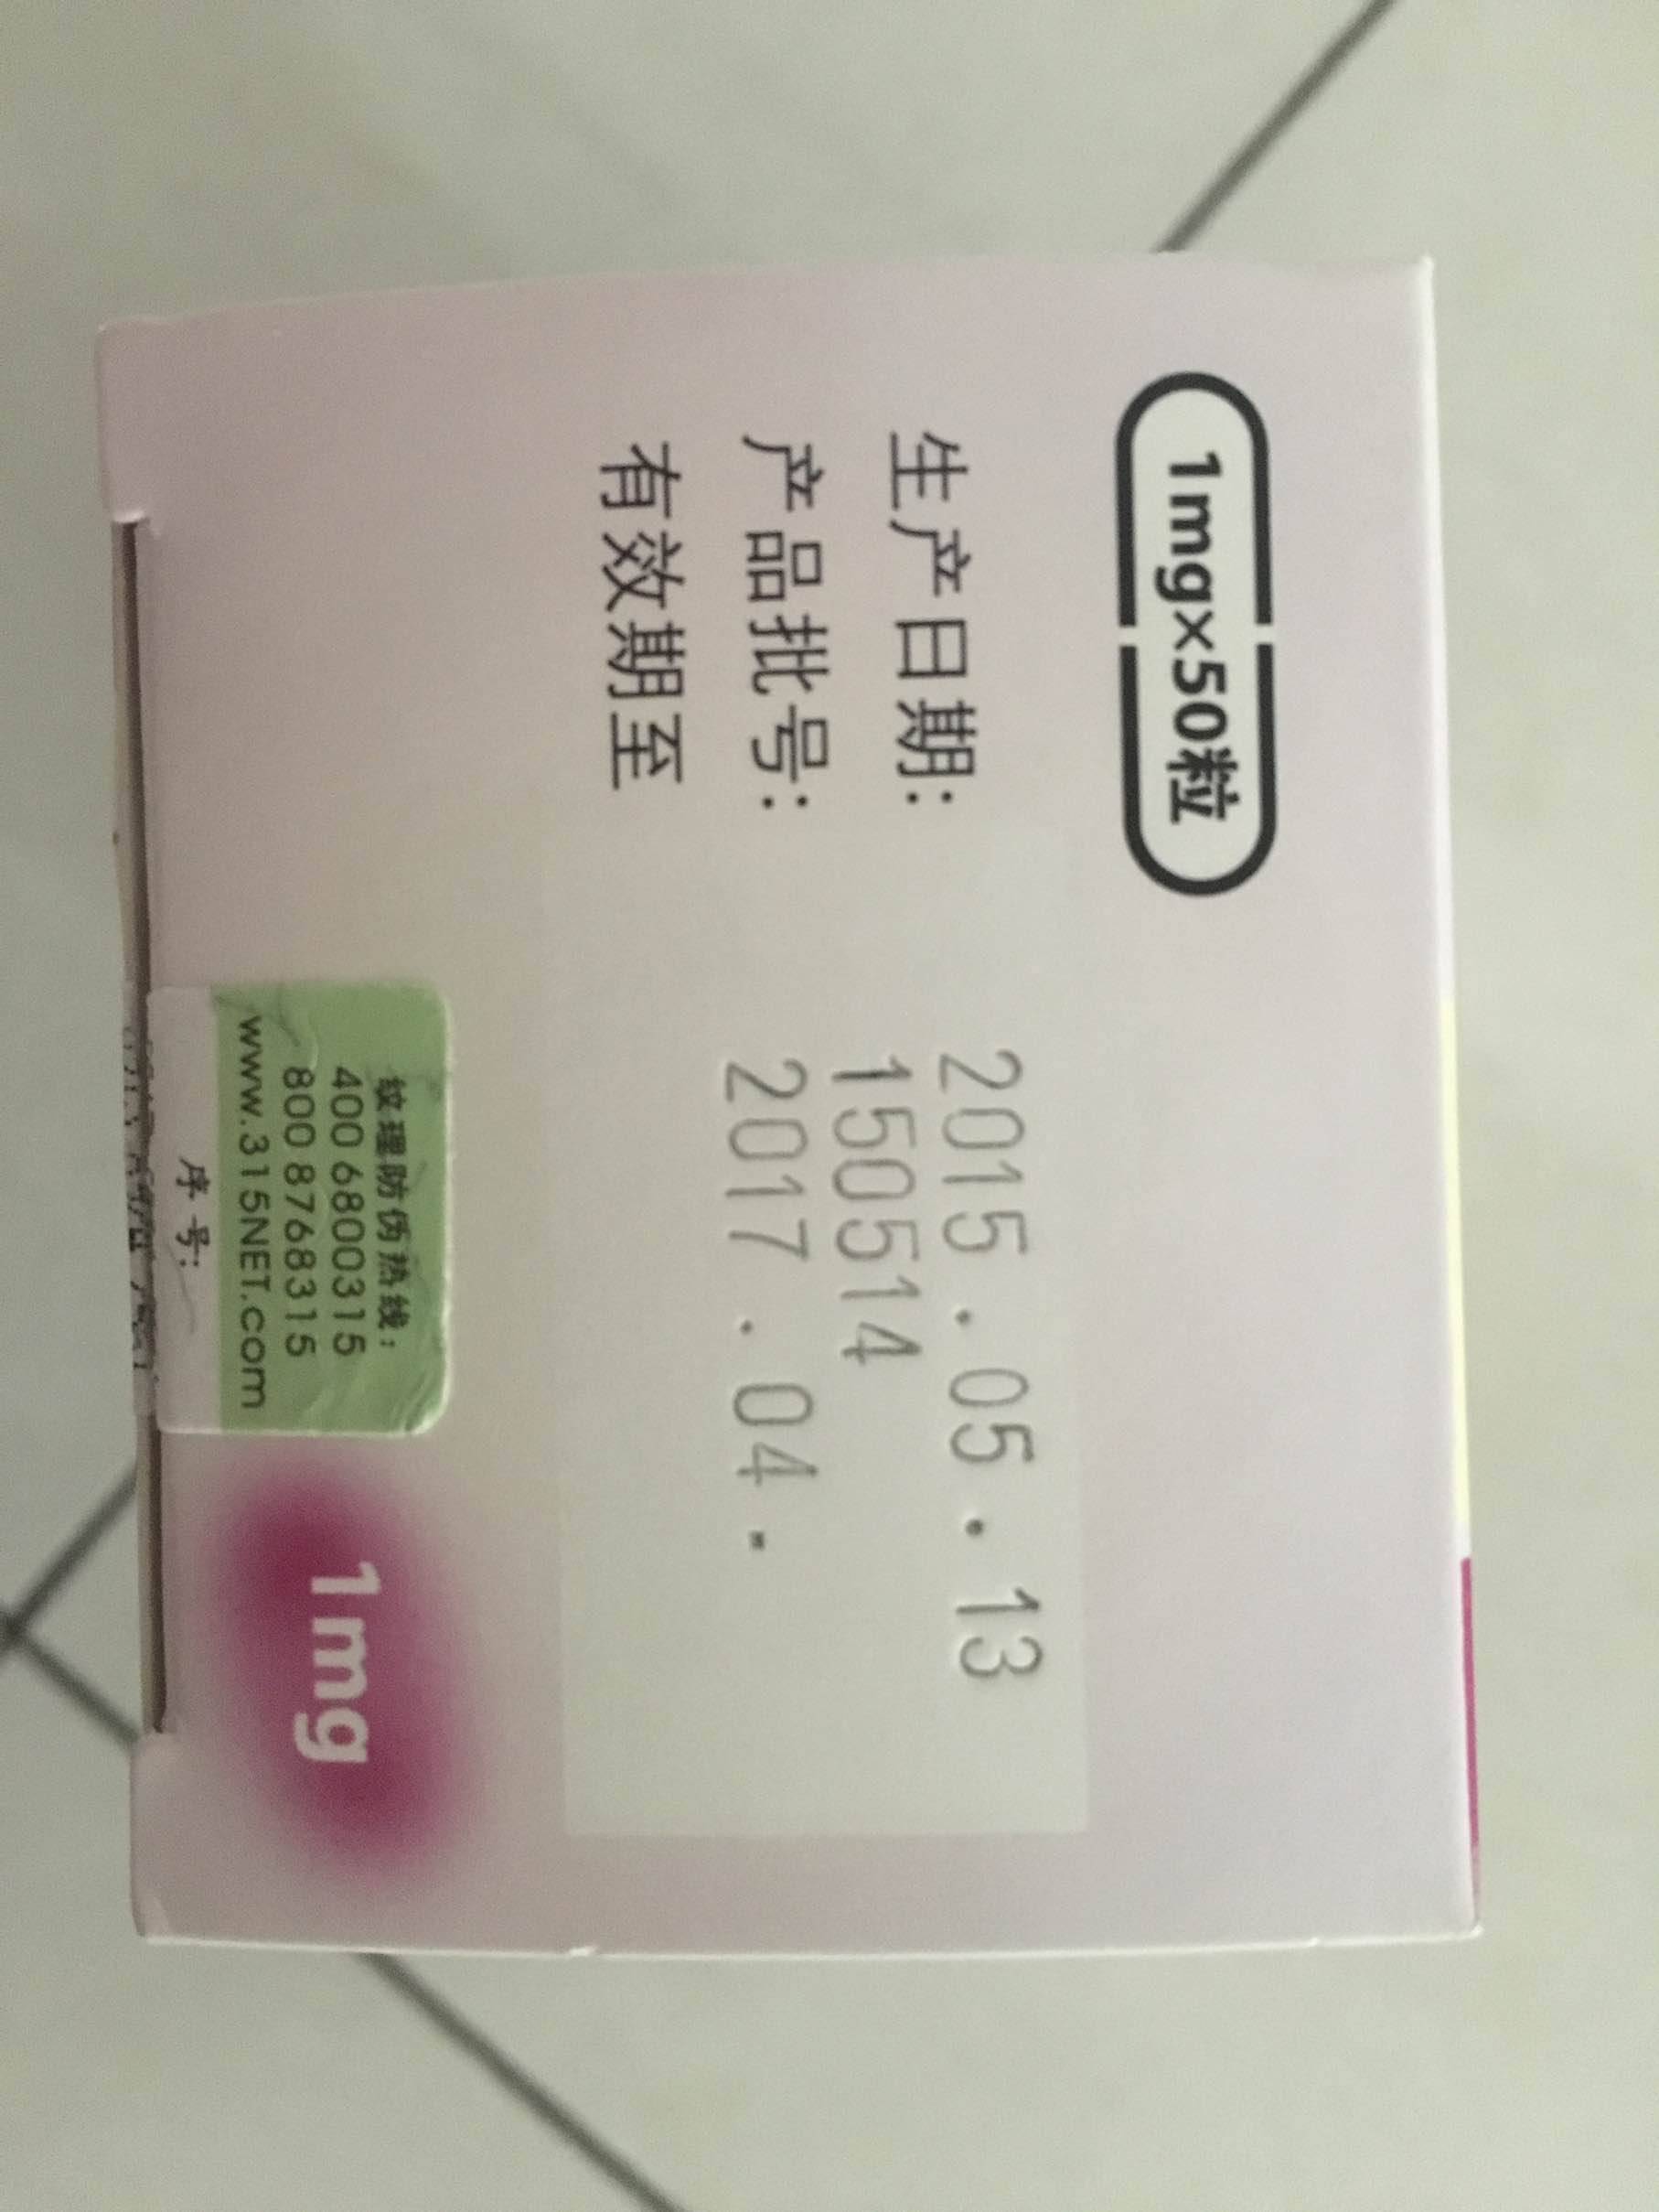 1mg×50粒
生产日期: 2015.05.13
产品批号: 150514
有效期至 2017.04.
纹理防伪热线:
400 6800315
800 8768315
www.315NET.com
序号:
1mg